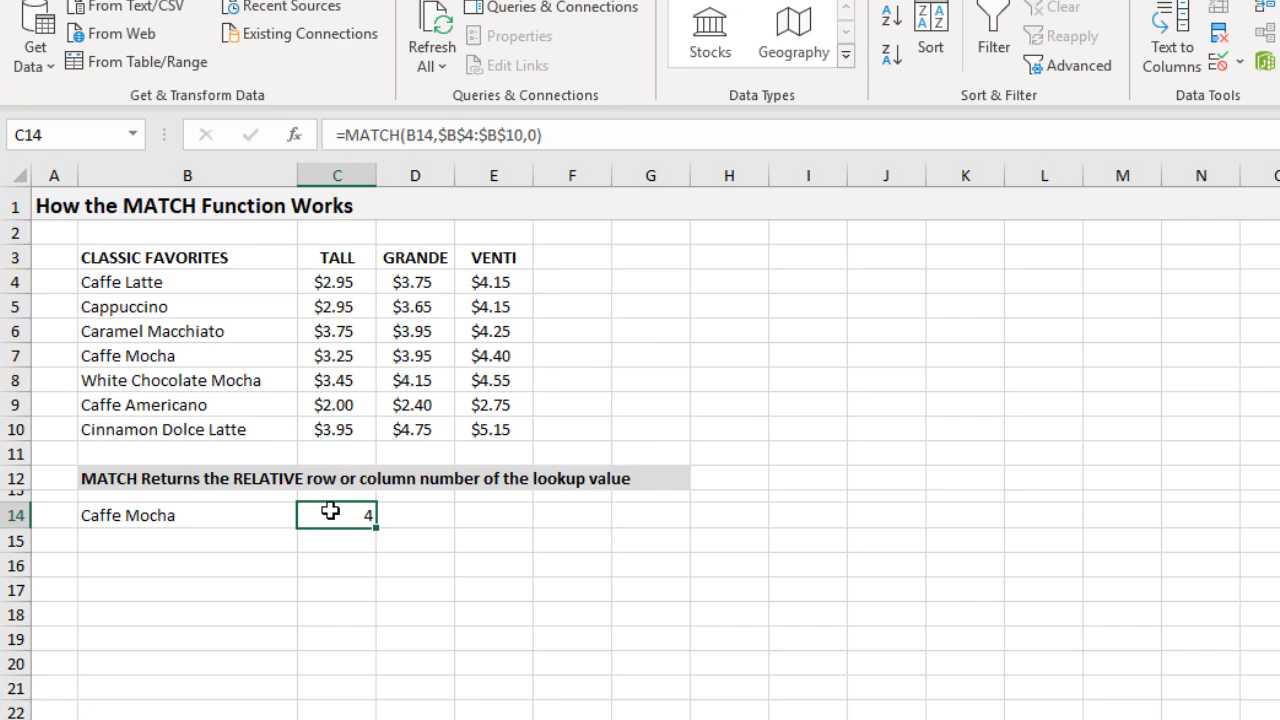 From Text/CSV Recent Sources Queries & Connections Clear
Get Data From Web Existing Connections Refresh All Properties Stocks Geography Sort Filter Reapply Text to Columns
From Table/Range Edit Links Advanced
Get & Transform Data Queries & Connections Data Types Sort & Filter Data Tools
C14 fx =MATCH(B14,$B$4:$B$10,0)
A B C D E F G H I J K L M N
1 How the MATCH Function Works
2
3 CLASSIC FAVORITES TALL GRANDE VENTI
4 Caffe Latte $2.95 $3.75 $4.15
5 Cappuccino $2.95 $3.65 $4.15
6 Caramel Macchiato $3.75 $3.95 $4.25
7 Caffe Mocha $3.25 $3.95 $4.40
8 White Chocolate Mocha $3.45 $4.15 $4.55
9 Caffe Americano $2.00 $2.40 $2.75
10 Cinnamon Dolce Latte $3.95 $4.75 $5.15
11
12 MATCH Returns the RELATIVE row or column number of the lookup value
13
14 Caffe Mocha 4
15
16
17
18
19
20
21
22